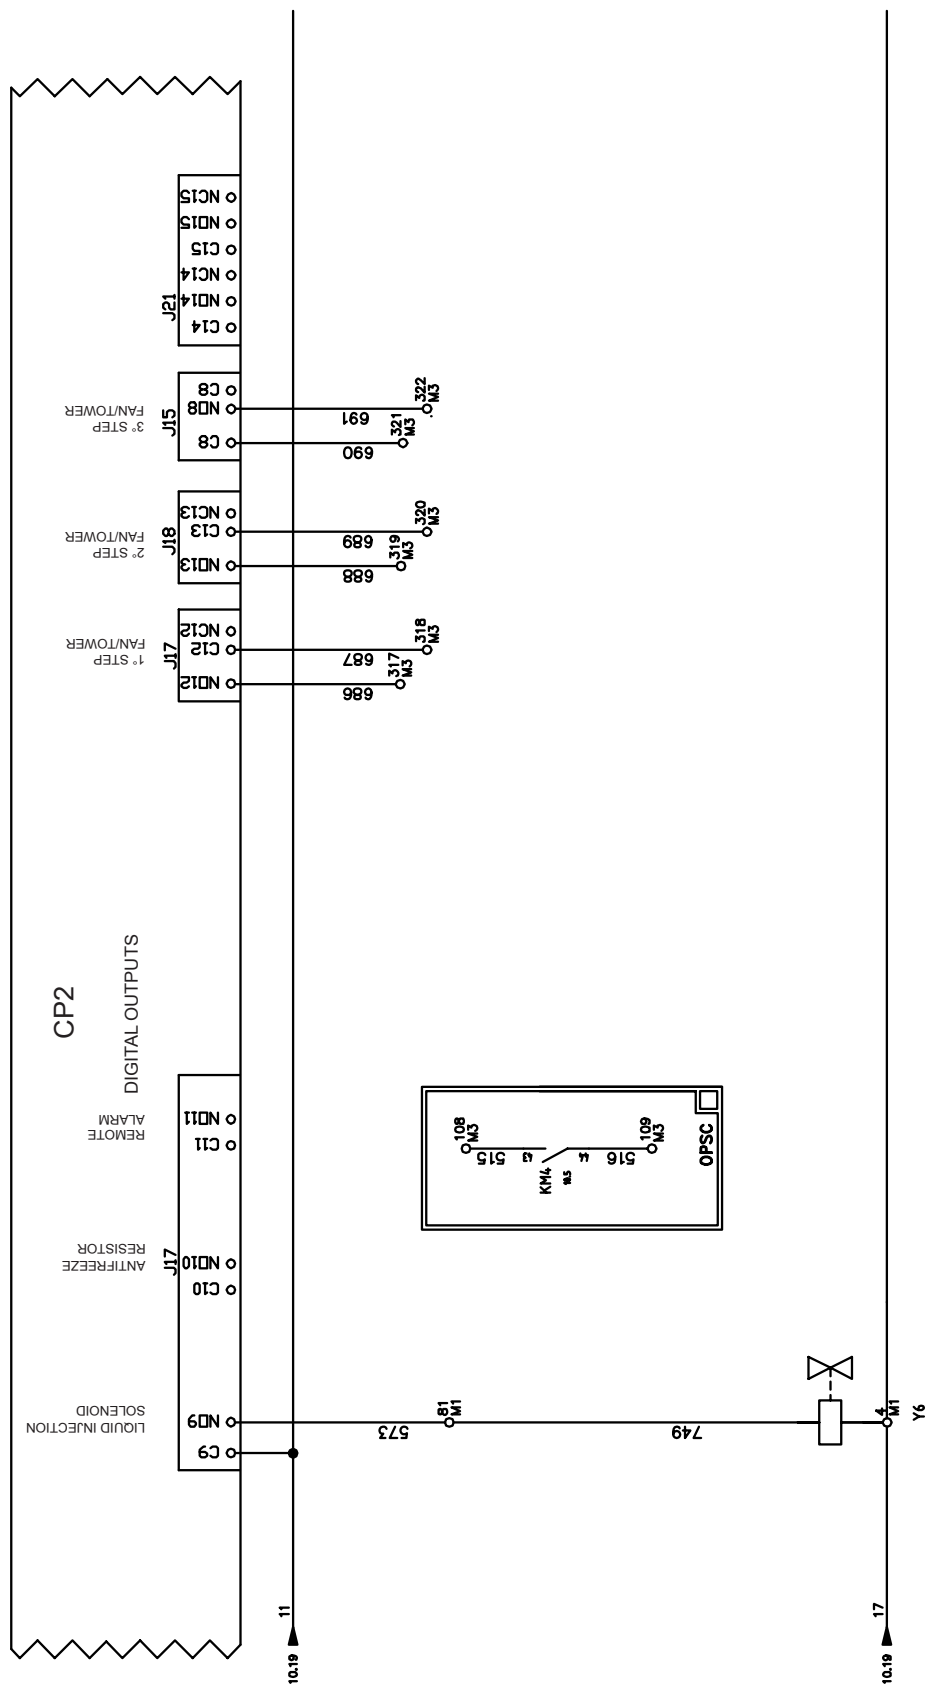 CP2
DIGITAL OUTPUTS
NC15
NO15
C15
NC14
NO14
C14
J21
3° STEP
FAN/TOWER
J15
C8
NO8
C8
691
690
322
M3
321
M3
2° STEP
FAN/TOWER
J18
NC13
C13
NO13
689
688
320
M3
319
M3
1° STEP
FAN/TOWER
J17
NC12
C12
NO12
687
686
318
M3
317
M3
REMOTE
ALARM
NO11
C11
ANTIFREEZE
RESISTOR
J17
NO10
C10
LIQUID INJECTION
SOLENOID
NO9
C9
573
81
M1
749
4
M1
Y6
108
M3
515
43
KM4
10.5
44
516
109
M3
OPSC
11
10.19
17
10.19